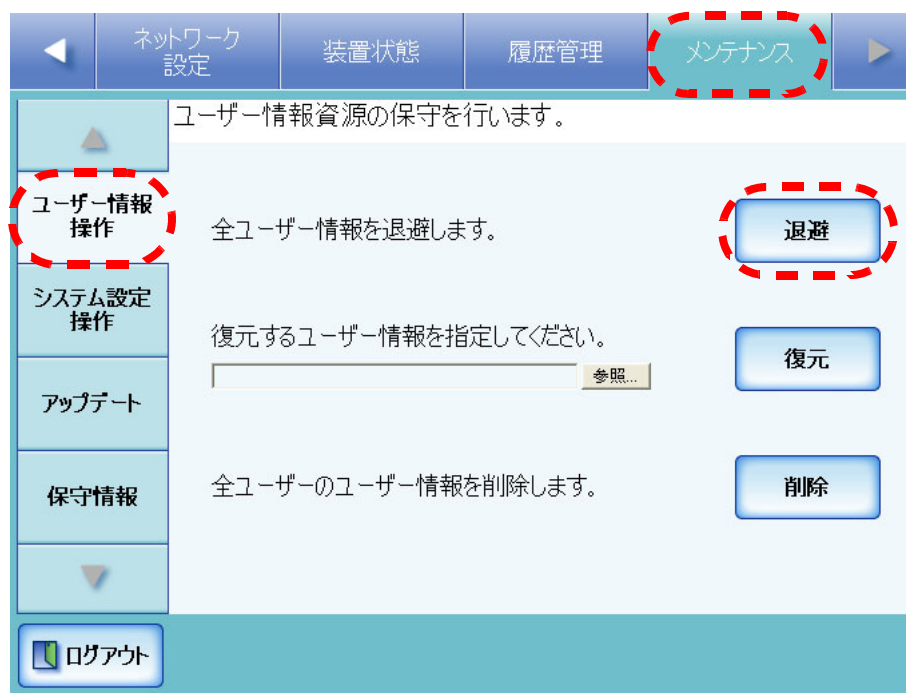 ネットワーク
設定
装置状態
履歴管理
メンテナンス
ユーザー情報資源の保守を行います。
ユーザー情報
操作
全ユーザー情報を退避します。
退避
システム設定
操作
復元するユーザー情報を指定してください。
参照...
復元
アップデート
保守情報
全ユーザーのユーザー情報を削除します。
削除
ログアウト